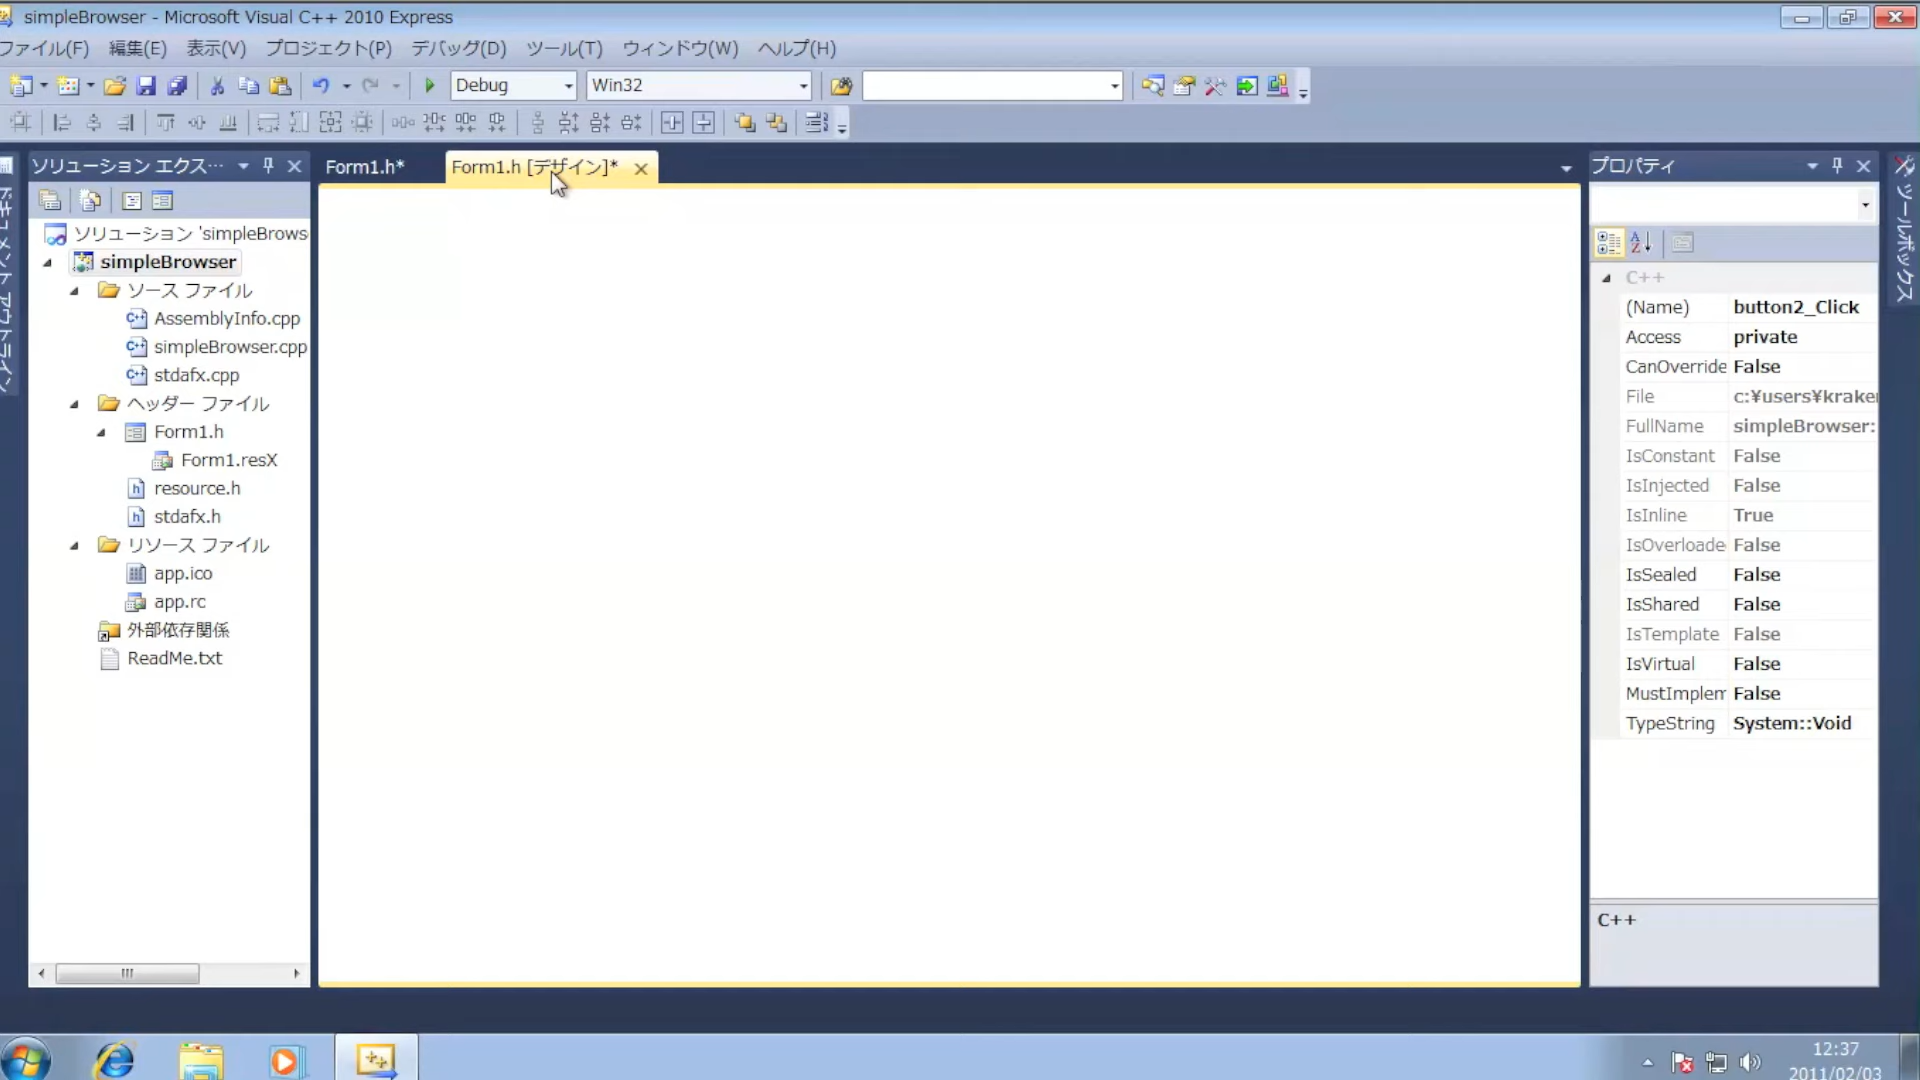 simpleBrowser - Microsoft Visual C++ 2010 Express
ファイル(F) 編集(E) 表示(V) プロジェクト(P) デバッグ(D) ツール(T) ウィンドウ(W) ヘルプ(H)
Debug Win32
ソリューション エクス… Form1.h* Form1.h [デザイン]* プロパティ
ツールボックス
ソリューション 'simpleBrows
simpleBrowser
ソース ファイル
AssemblyInfo.cpp
simpleBrowser.cpp
stdafx.cpp
ヘッダー ファイル
Form1.h
Form1.resX
resource.h
stdafx.h
リソース ファイル
app.ico
app.rc
外部依存関係
ReadMe.txt
C++
(Name) button2_Click
Access private
CanOverride False
File c:¥users¥kraker
FullName simpleBrowser:
IsConstant False
IsInjected False
IsInline True
IsOverloade False
IsSealed False
IsShared False
IsTemplate False
IsVirtual False
MustImplem False
TypeString System::Void
C++
12:37
2011/02/03